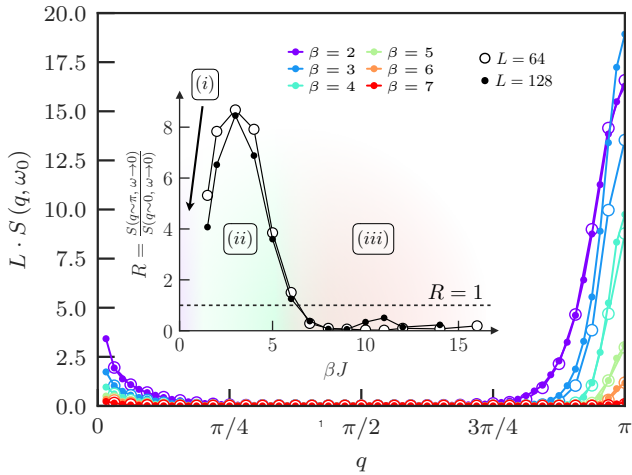 20.0
17.5
15.0
12.5
10.0
7.5
5.0
2.5
0.0
L · S (q, ω₀)
0
π/4
π/2
3π/4
π
q
1
β = 2
β = 3
β = 4
β = 5
β = 6
β = 7
L = 64
L = 128
(i)
(ii)
(iii)
R = 1
8
6
4
2
0
R = S(q∼π, ω→0) / S(q∼0, ω→0)
0
5
10
15
βJ